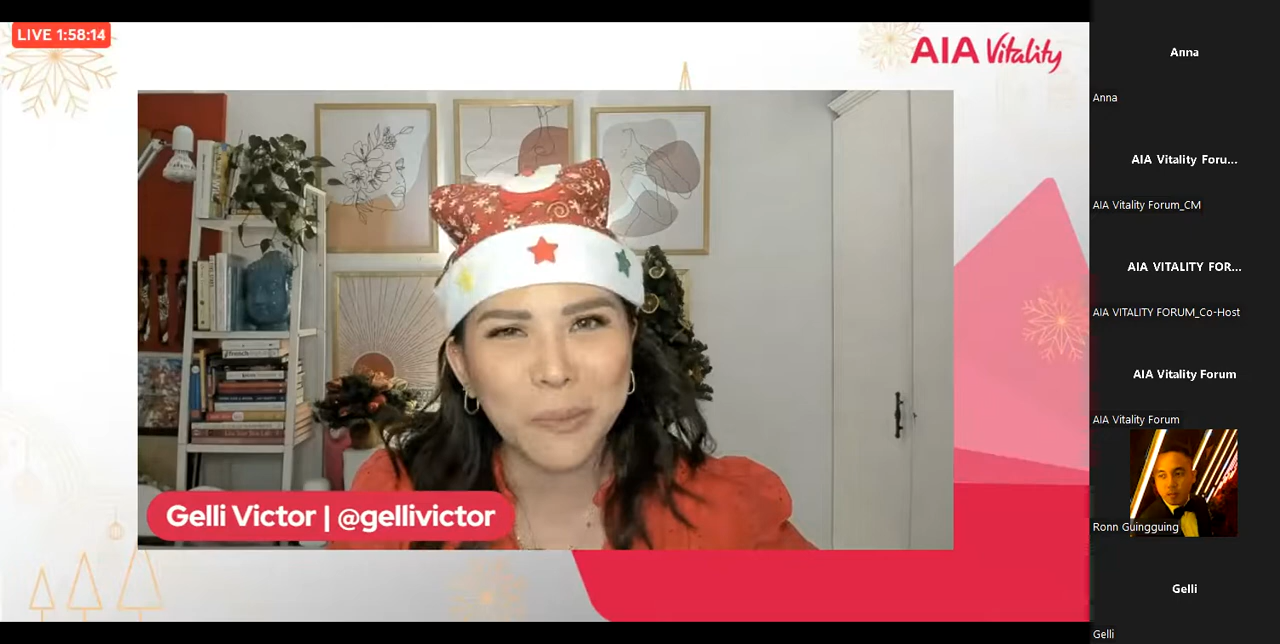 LIVE 1:58:14
AIA Vitality
Gelli Victor | @gellivictor
Anna
Anna
AIA Vitality Foru...
AIA Vitality Forum_CM
AIA VITALITY FOR...
AIA VITALITY FORUM_Co-Host
AIA Vitality Forum
AIA Vitality Forum
Ronn Guingguing
Gelli
Gelli